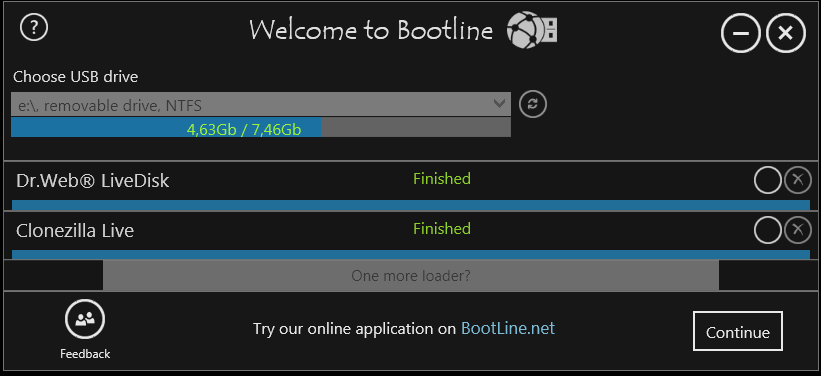 ?
Welcome to Bootline
Choose USB drive
e:\, removable drive, NTFS
4,63Gb / 7,46Gb
Dr.Web® LiveDisk Finished
Clonezilla Live Finished
One more loader?
Try our online application on BootLine.net
Continue
Feedback